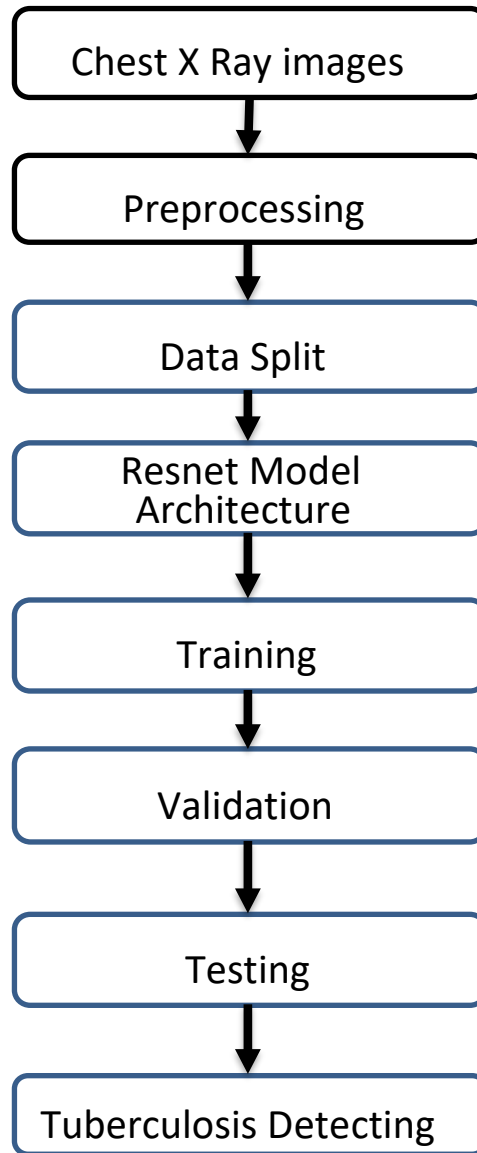 Chest X Ray images
Preprocessing
Data Split
Resnet Model
Architecture
Training
Validation
Testing
Tuberculosis Detecting